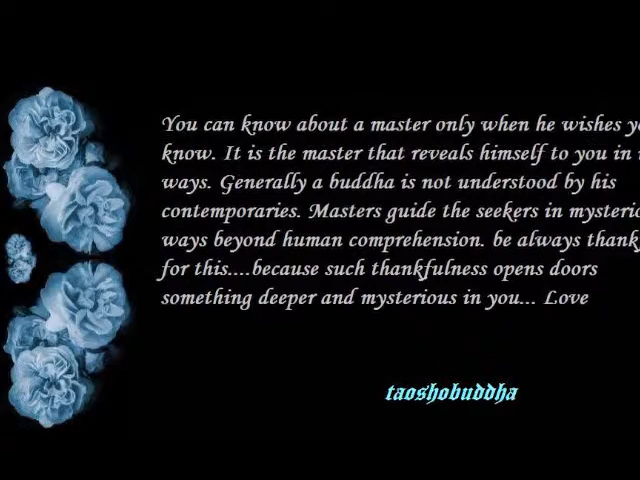 You can know about a master only when he wishes
know. It is the master that reveals himself to you in
ways. Generally a buddha is not understood by his
contemporaries. Masters guide the seekers in
ways beyond human comprehension. be always
for this....because such thankfulness opens doors
something deeper and mysterious in you... Love
taoshobuddha